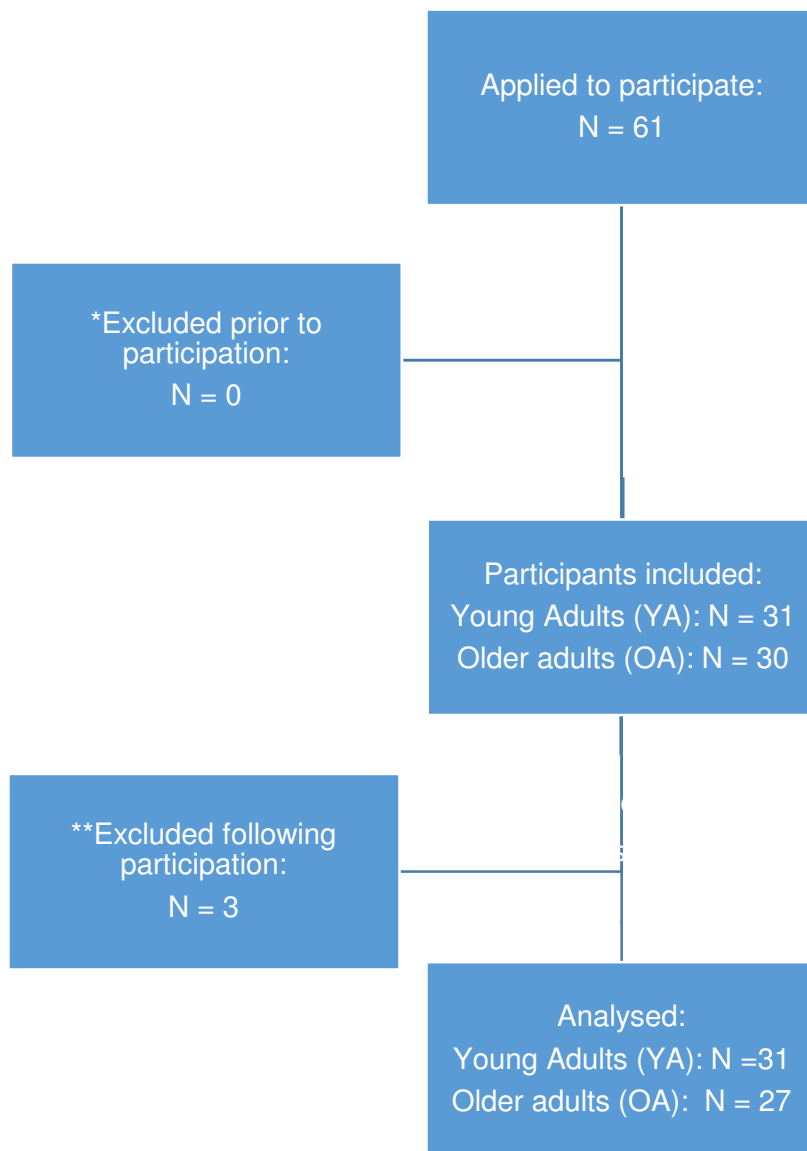 Applied to participate:
N = 61
*Excluded prior to
participation:
N = 0
Participants included:
Young Adults (YA): N = 31
Older adults (OA):  N = 30
**Excluded following
participation:
N = 3
Analysed:
Young Adults (YA): N =31
Older adults (OA):  N = 27